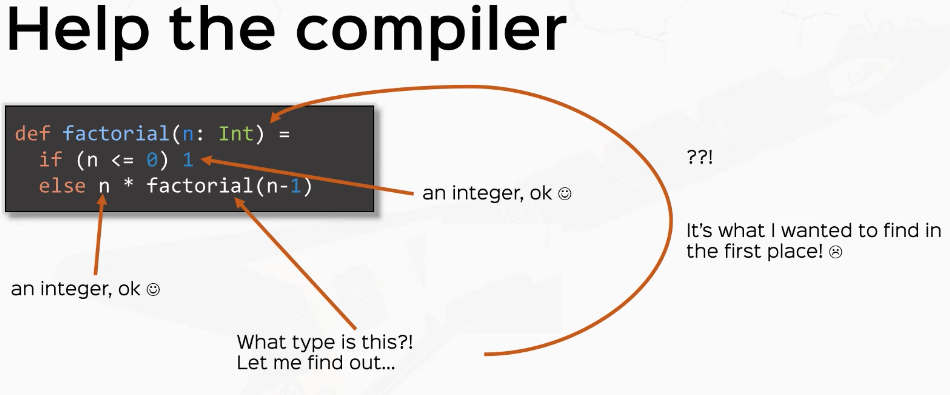 Help the compiler
def factorial(n: Int) =
if (n <= 0) 1
else n * factorial(n-1)
an integer, ok ☺
??!
It's what I wanted to find in
the first place! ☹
an integer, ok ☺
What type is this?!
Let me find out...